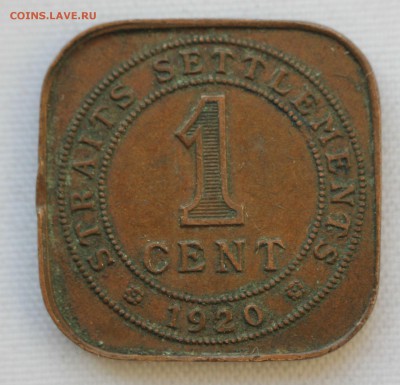 COINS.LAVE.RU
STRAITS SETTLEMENTS
1
CENT
1920